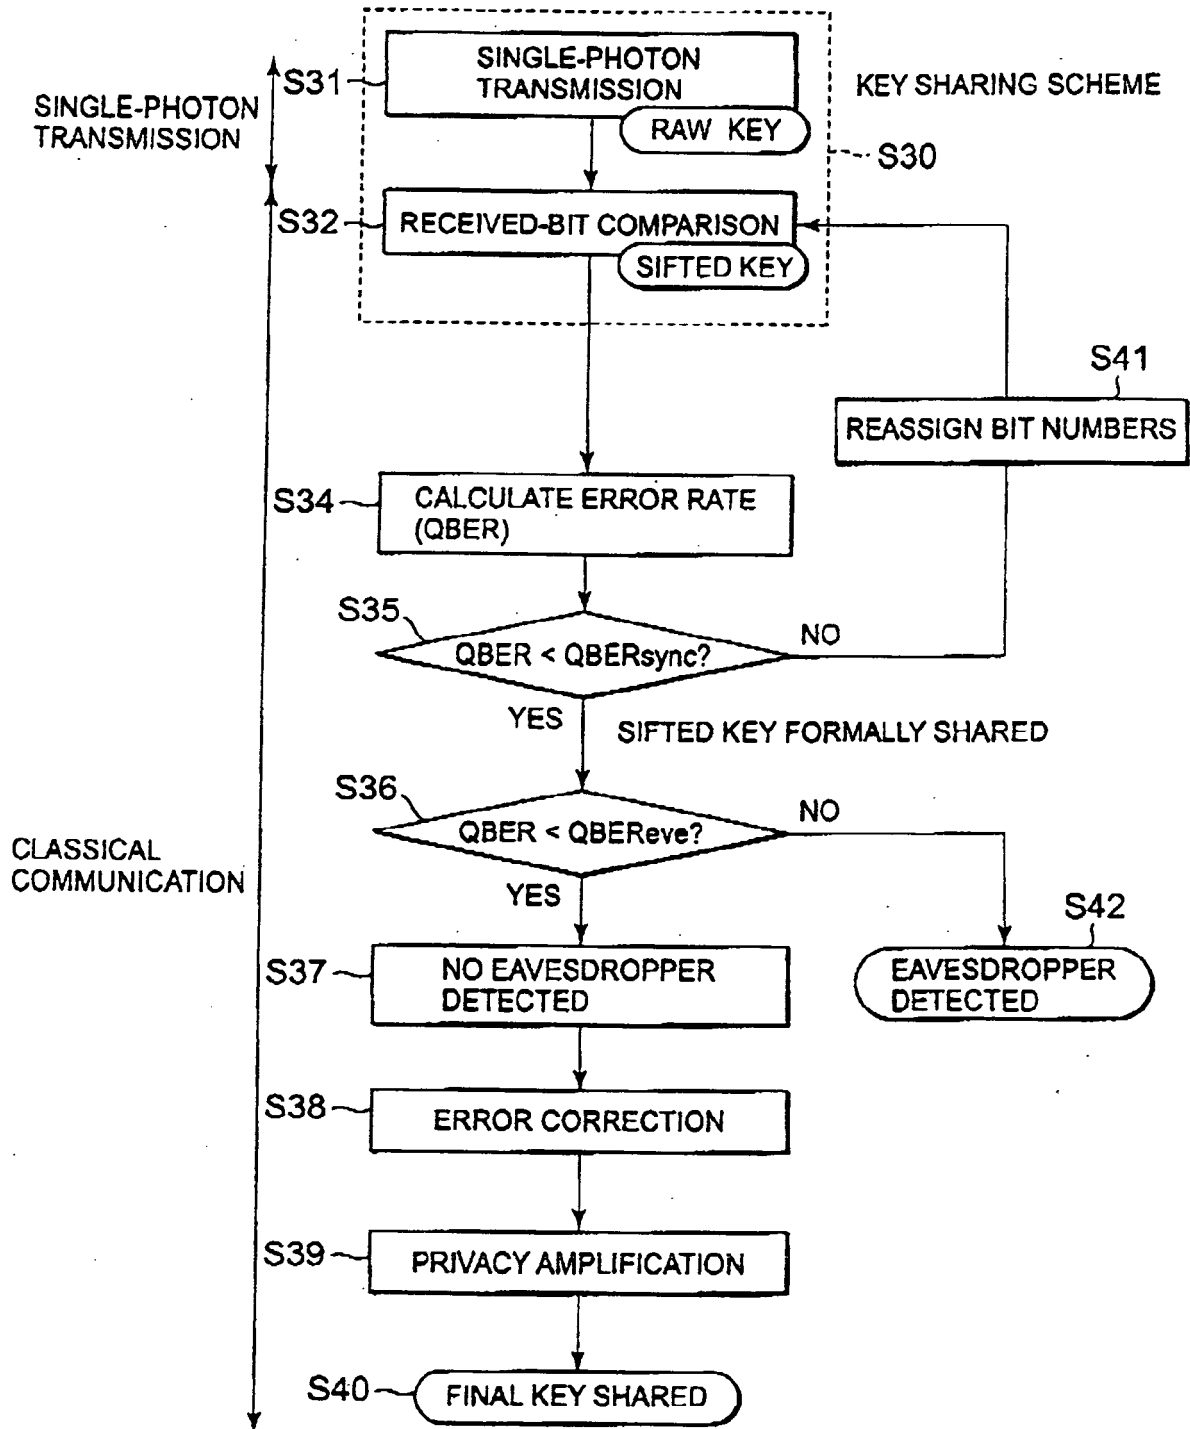 S31
SINGLE-PHOTON
TRANSMISSION
RAW KEY
KEY SHARING SCHEME
SINGLE-PHOTON
TRANSMISSION
S30
S32
RECEIVED-BIT COMPARISON
SIFTED KEY
S41
REASSIGN BIT NUMBERS
S34
CALCULATE ERROR RATE
(QBER)
S35
QBER < QBERsync?
NO
YES
SIFTED KEY FORMALLY SHARED
S36
QBER < QBEReve?
NO
YES
CLASSICAL
COMMUNICATION
S37
NO EAVESDROPPER
DETECTED
S42
EAVESDROPPER
DETECTED
S38
ERROR CORRECTION
S39
PRIVACY AMPLIFICATION
S40
FINAL KEY SHARED